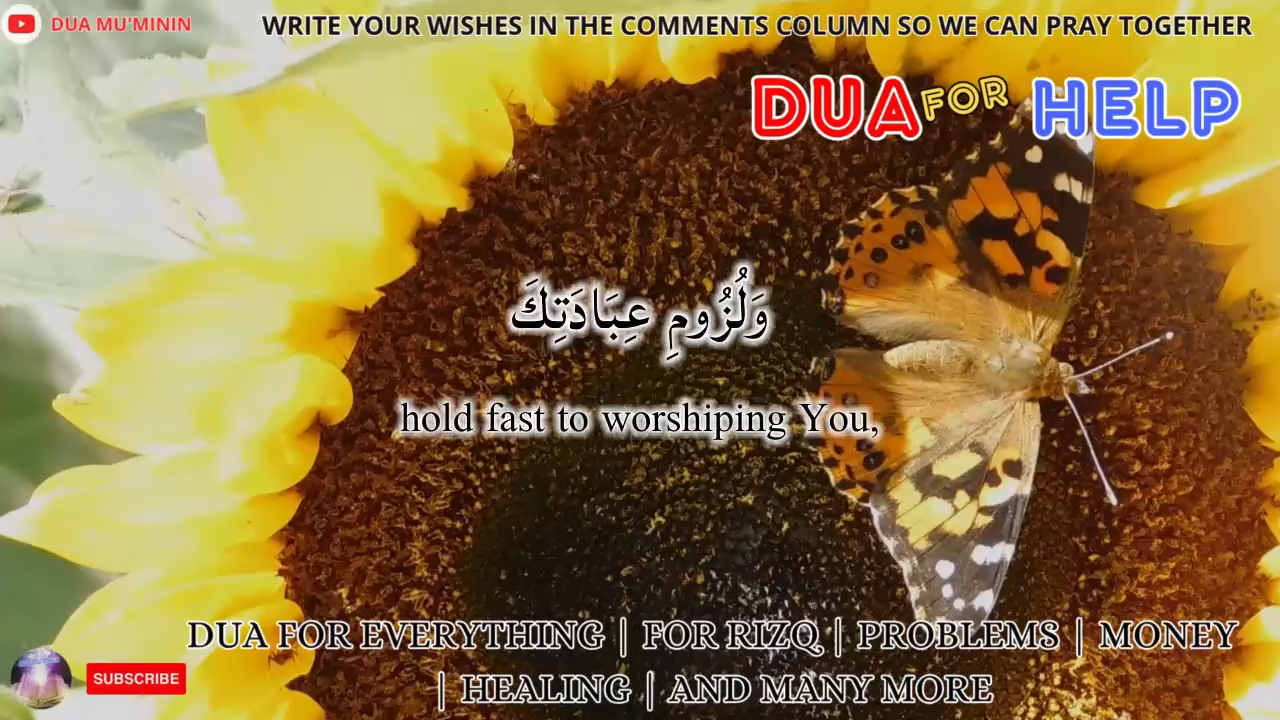 DUA MU'MININ
WRITE YOUR WISHES IN THE COMMENTS COLUMN SO WE CAN PRAY TOGETHER
DUA FOR HELP
وَلُزُومِ عِبَادَتِكَ
hold fast to worshiping You,
DUA FOR EVERYTHING | FOR RIZQ | PROBLEMS | MONEY
| HEALING | AND MANY MORE
SUBSCRIBE